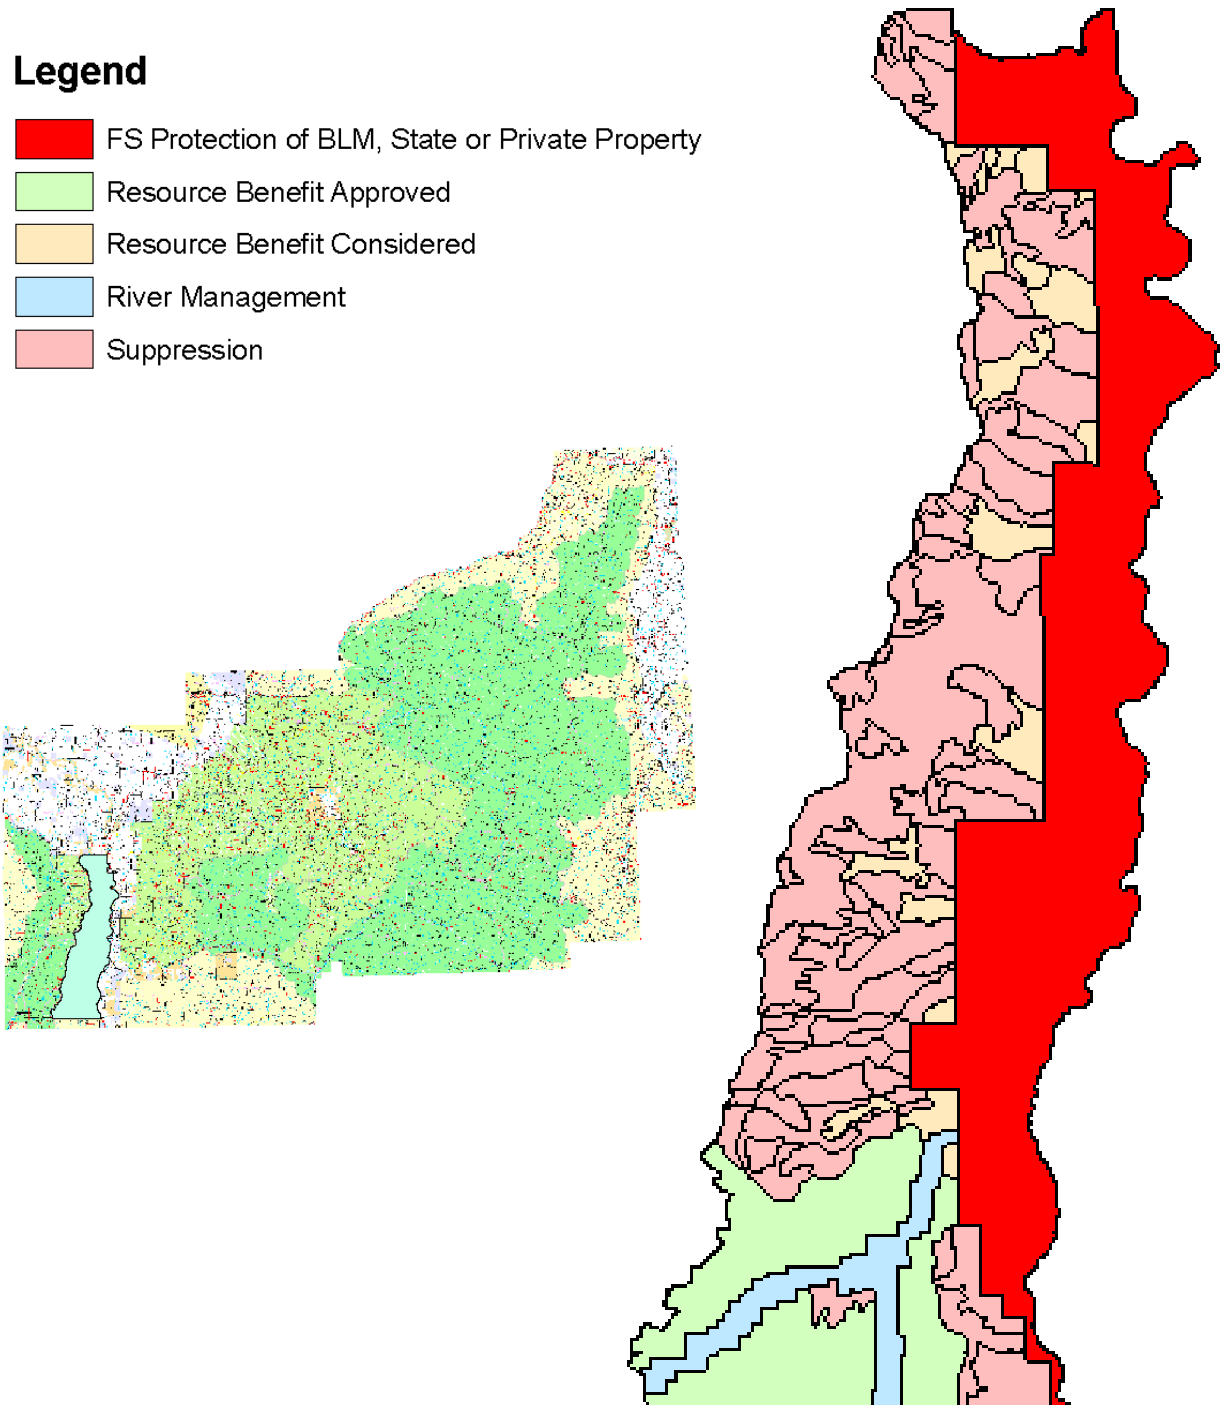 Legend
FS Protection of BLM, State or Private Property
Resource Benefit Approved
Resource Benefit Considered
River Management
Suppression